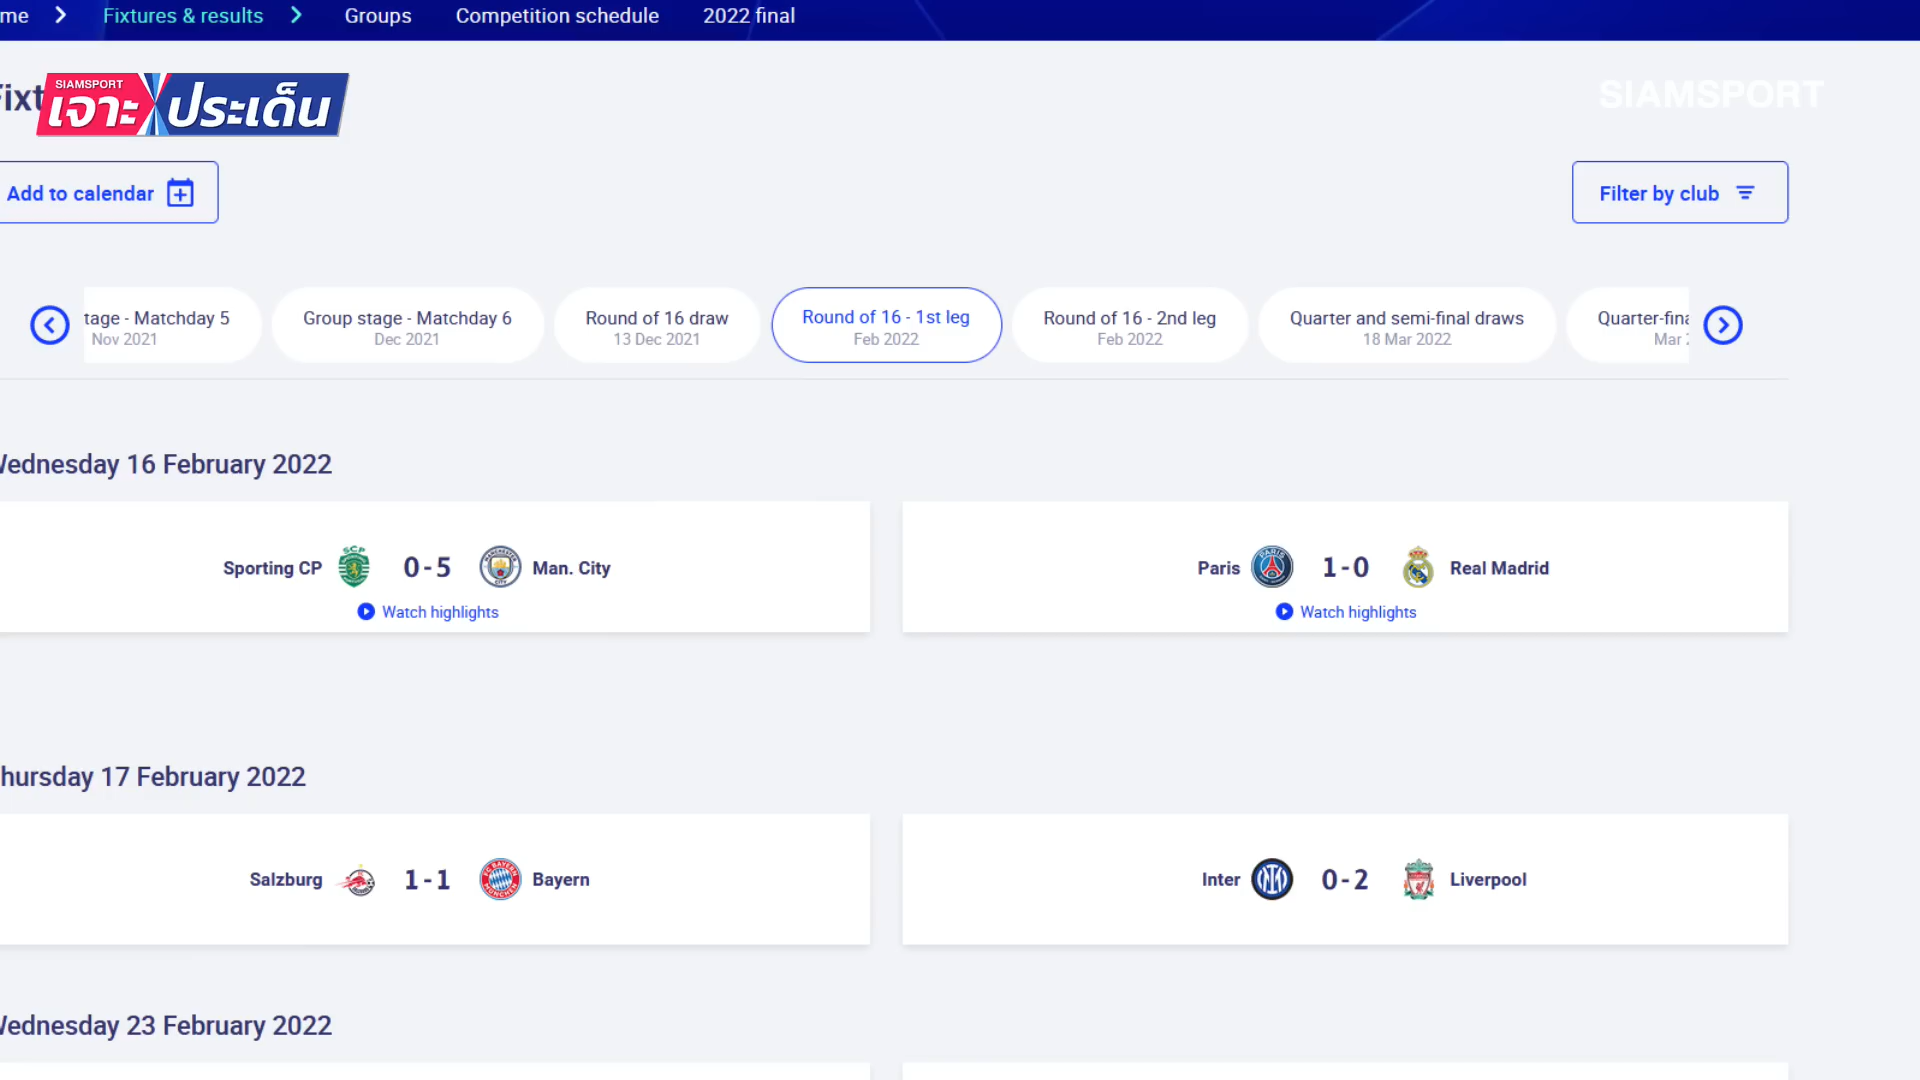 me Fixtures & results Groups Competition schedule 2022 final
Fixt
SIAMSPORT
เจาะประเด็น
SIAMSPORT
Add to calendar
Filter by club
tage - Matchday 5
Nov 2021
Group stage - Matchday 6
Dec 2021
Round of 16 draw
13 Dec 2021
Round of 16 - 1st leg
Feb 2022
Round of 16 - 2nd leg
Feb 2022
Quarter and semi-final draws
18 Mar 2022
Quarter-fina
Mar 2
Wednesday 16 February 2022
Sporting CP 0 - 5 Man. City
Watch highlights
Paris 1 - 0 Real Madrid
Watch highlights
hursday 17 February 2022
Salzburg 1 - 1 Bayern
Inter 0 - 2 Liverpool
Wednesday 23 February 2022